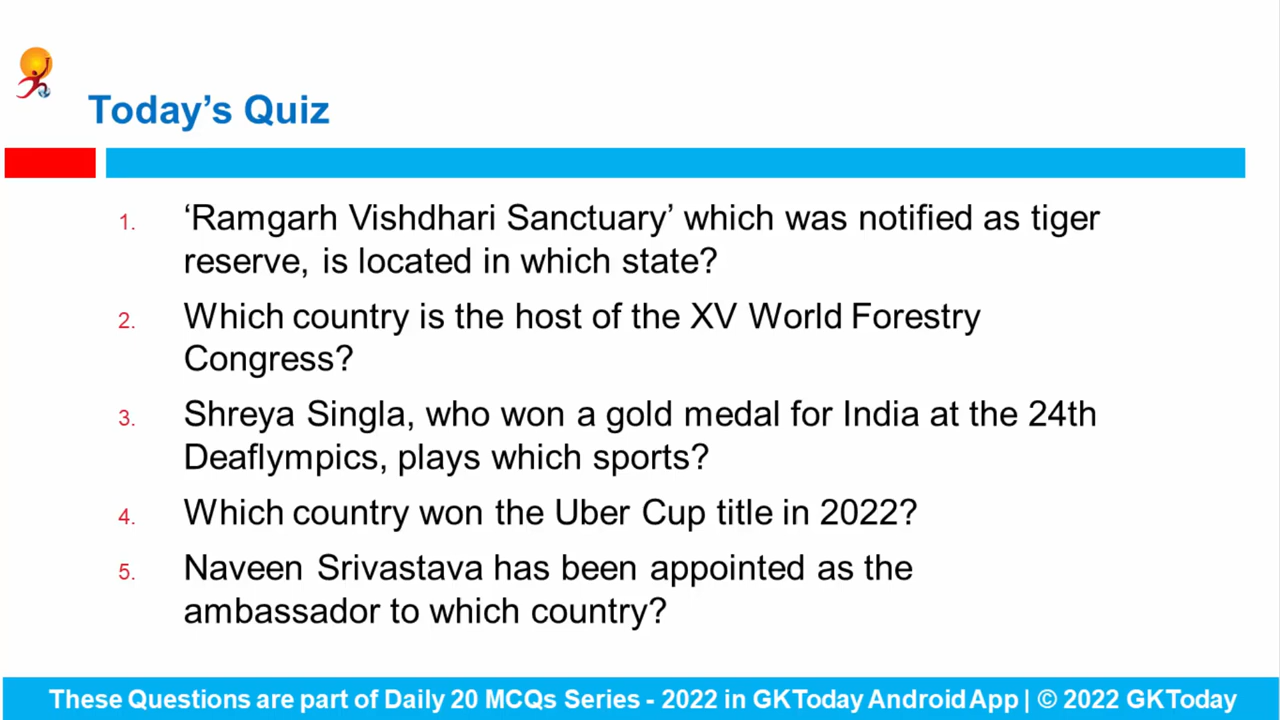 Today’s Quiz
1. ‘Ramgarh Vishdhari Sanctuary’ which was notified as tiger
reserve, is located in which state?
2. Which country is the host of the XV World Forestry
Congress?
3. Shreya Singla, who won a gold medal for India at the 24th
Deaflympics, plays which sports?
4. Which country won the Uber Cup title in 2022?
5. Naveen Srivastava has been appointed as the
ambassador to which country?
These Questions are part of Daily 20 MCQs Series - 2022 in GKToday Android App | © 2022 GKToday